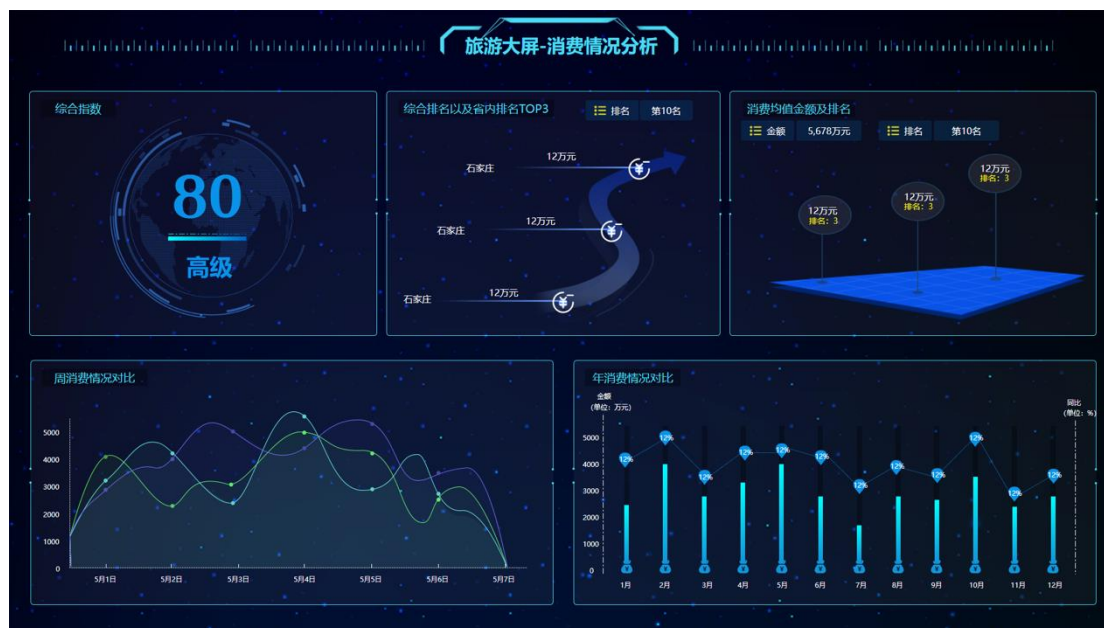 旅游大屏-消费情况分析
综合指数
80
高级
综合排名以及省内排名TOP3
排名 第10名
石家庄 12万元
石家庄 12万元
石家庄 12万元
消费均值金额及排名
金额 5,678万元 排名 第10名
12万元
排名：3
12万元
排名：3
12万元
排名：3
周消费情况对比
5000
4000
3000
2000
1000
0
5月1日 5月2日 5月3日 5月4日 5月5日 5月6日 5月7日
年消费情况对比
金额
(单位：万元)
同比
(单位：%)
5000
4000
3000
2000
1000
0
12% 12% 12% 12% 12% 12% 12% 12% 12% 12% 12% 12%
1月 2月 3月 4月 5月 6月 7月 8月 9月 10月 11月 12月